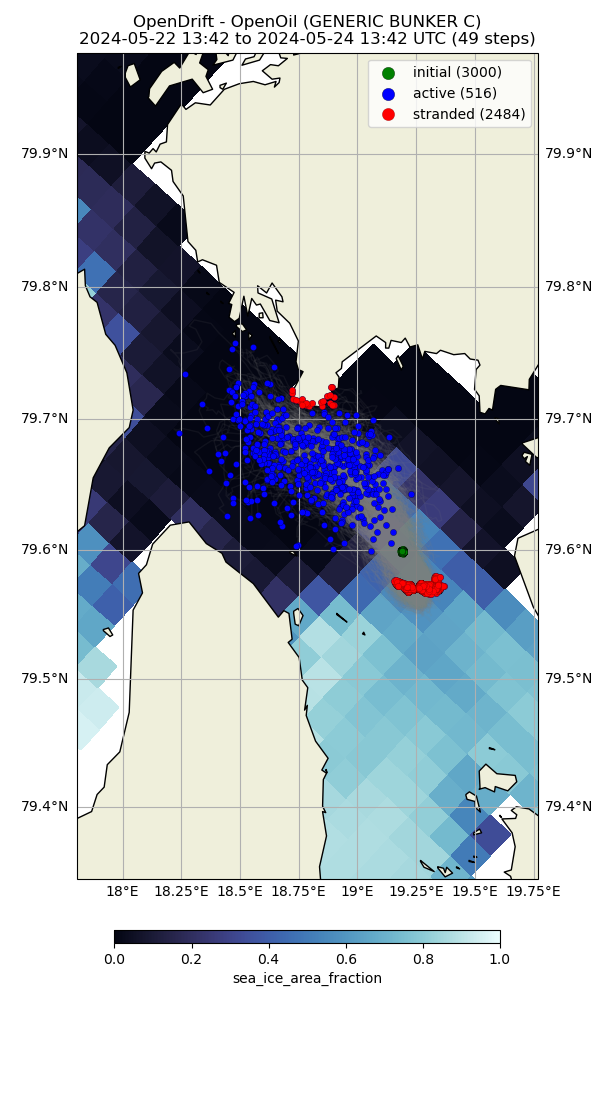 OpenDrift - OpenOil (GENERIC BUNKER C)
2024-05-22 13:42 to 2024-05-24 13:42 UTC (49 steps)
initial (3000)
active (516)
stranded (2484)
79.9°N 79.9°N
79.8°N 79.8°N
79.7°N 79.7°N
79.6°N 79.6°N
79.5°N 79.5°N
79.4°N 79.4°N
18°E 18.25°E 18.5°E 18.75°E 19°E 19.25°E 19.5°E 19.75°E
0.0 0.2 0.4 0.6 0.8 1.0
sea_ice_area_fraction